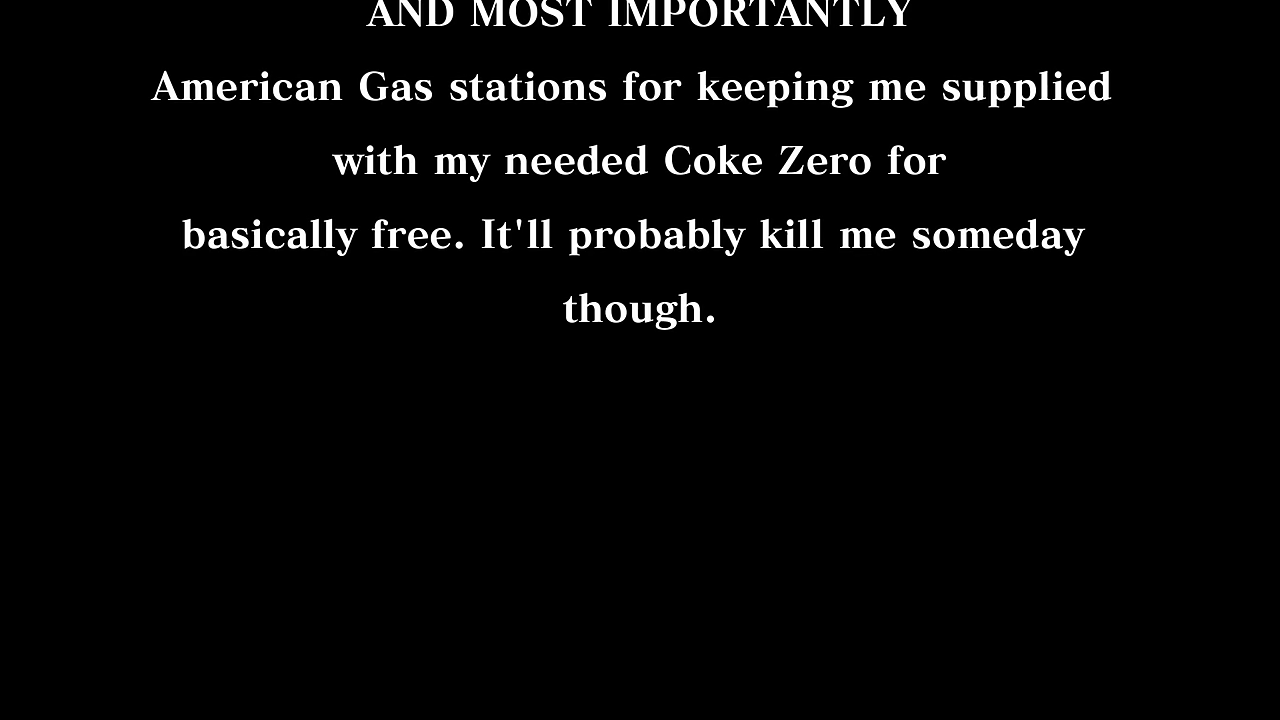 AND MOST IMPORTANTLY
American Gas stations for keeping me supplied
with my needed Coke Zero for
basically free. It'll probably kill me someday
though.